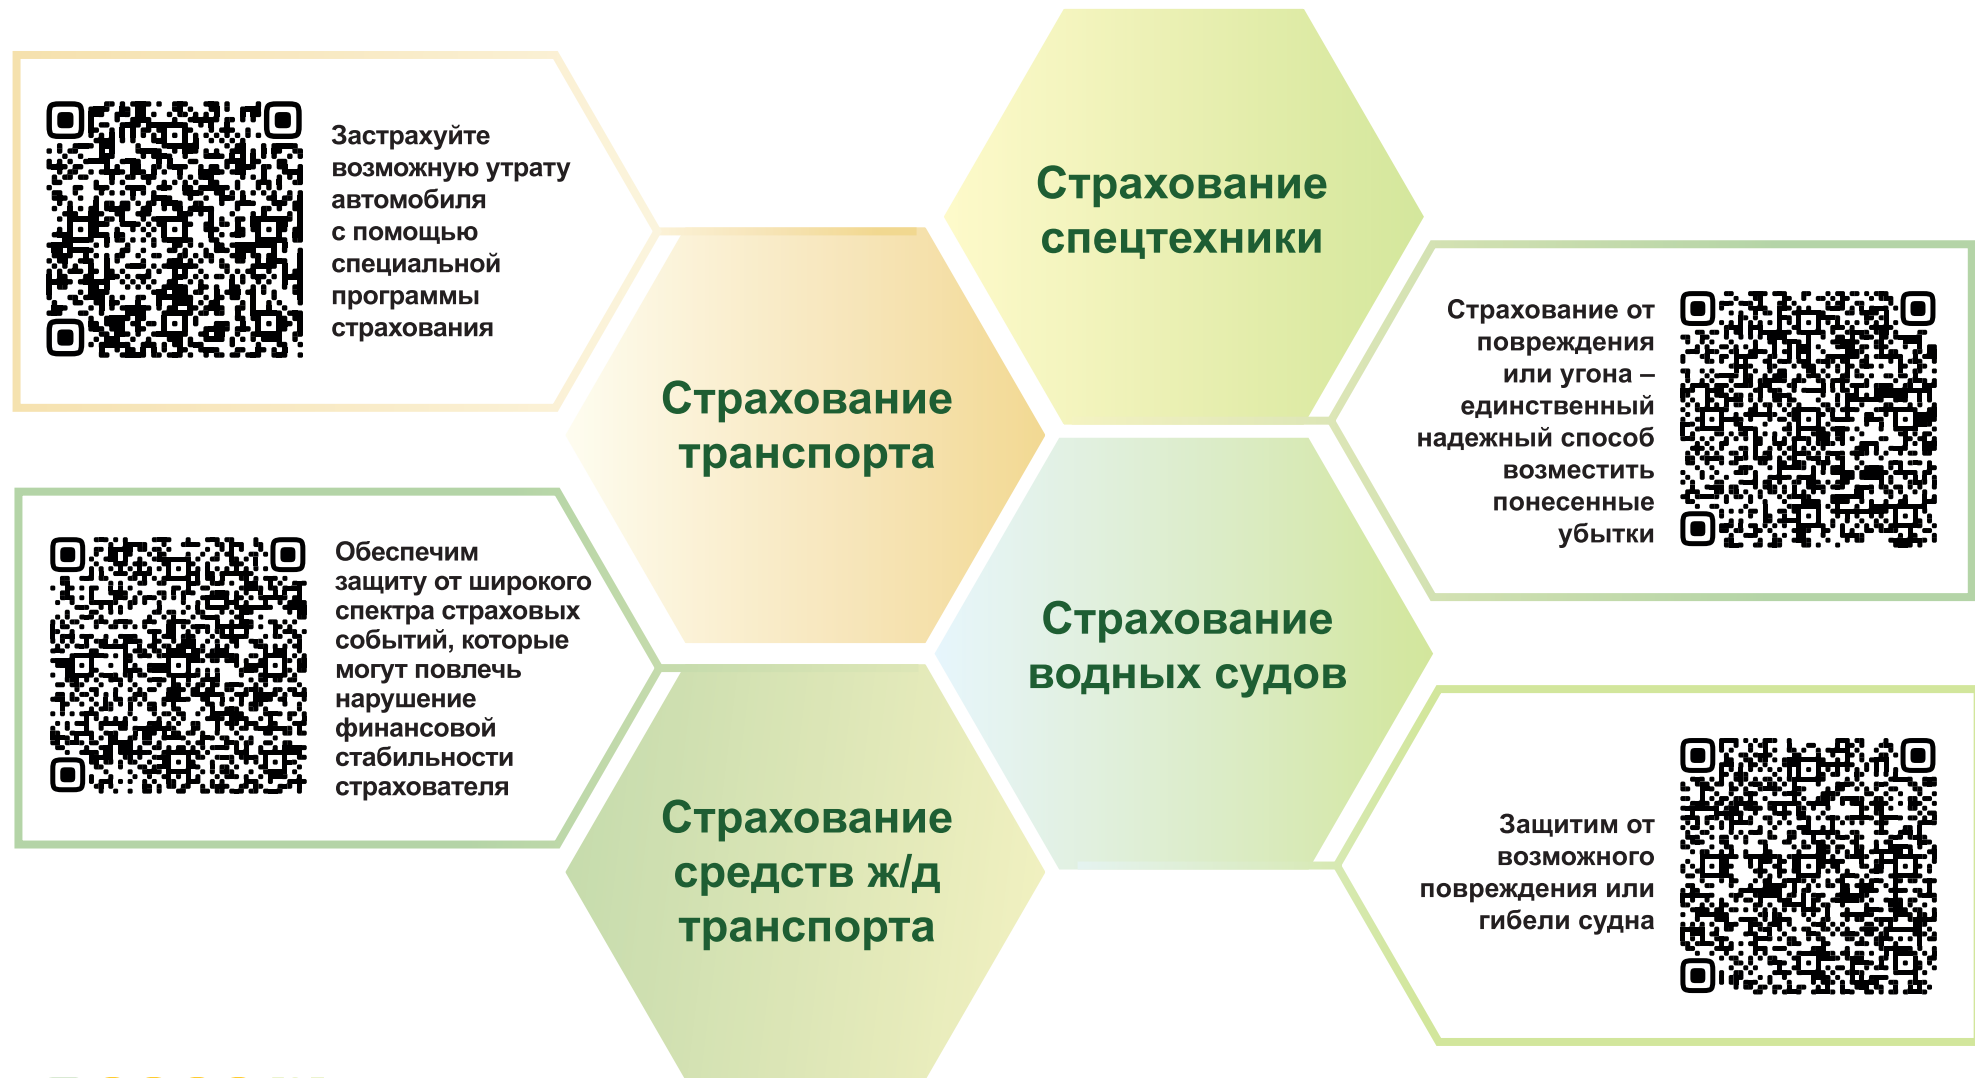 Застрахуйте
возможную утрату
автомобиля
с помощью
специальной
программы
страхования
Страхование
транспорта
Страхование
спецтехники
Страхование от
повреждения
или угона –
единственный
надежный способ
возместить
понесенные
убытки
Обеспечим
защиту от широкого
спектра страховых
событий, которые
могут повлечь
нарушение
финансовой
стабильности
страхователя
Страхование
средств ж/д
транспорта
Страхование
водных судов
Защитим от
возможного
повреждения или
гибели судна